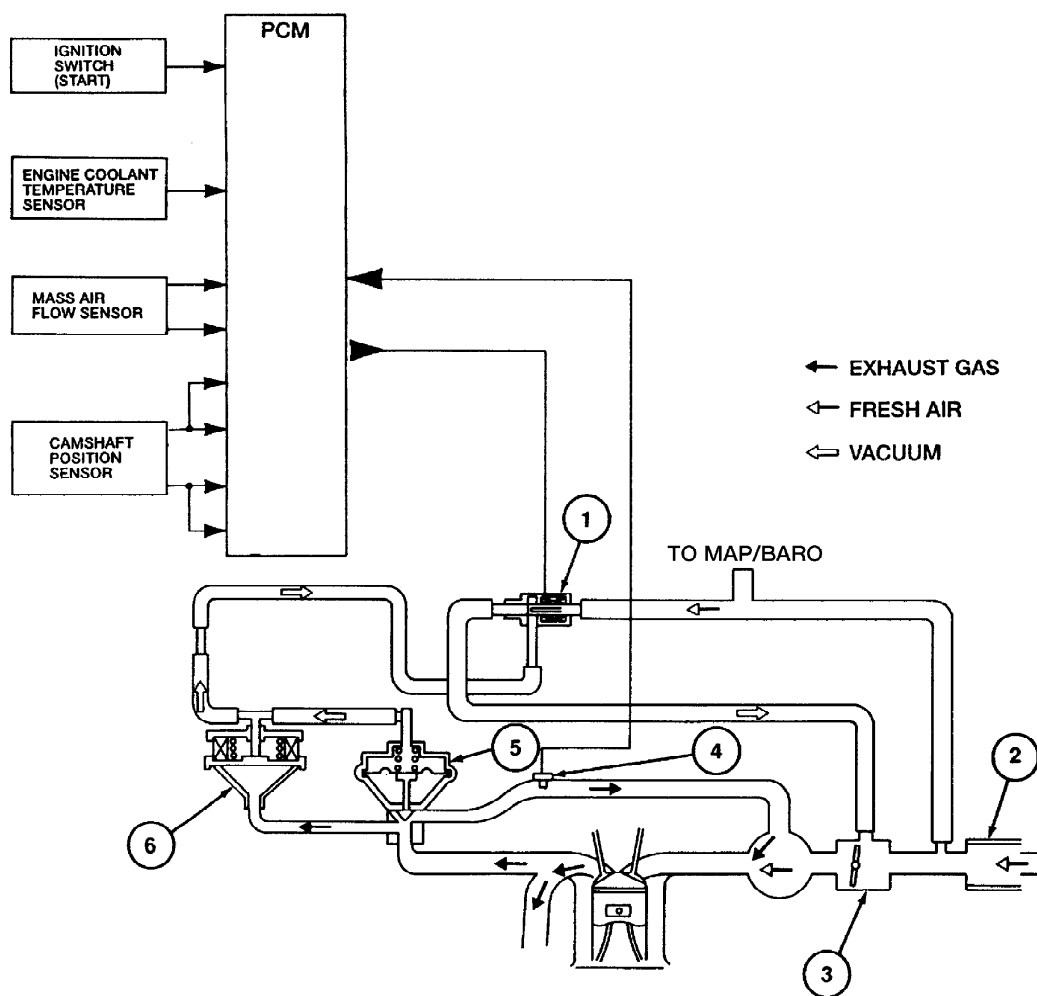 PCM
IGNITION
SWITCH
(START)
ENGINE COOLANT
TEMPERATURE
SENSOR
MASS AIR
FLOW SENSOR
CAMSHAFT
POSITION
SENSOR
EXHAUST GAS
FRESH AIR
VACUUM
1
TO MAP/BARO
5
4
2
6
3